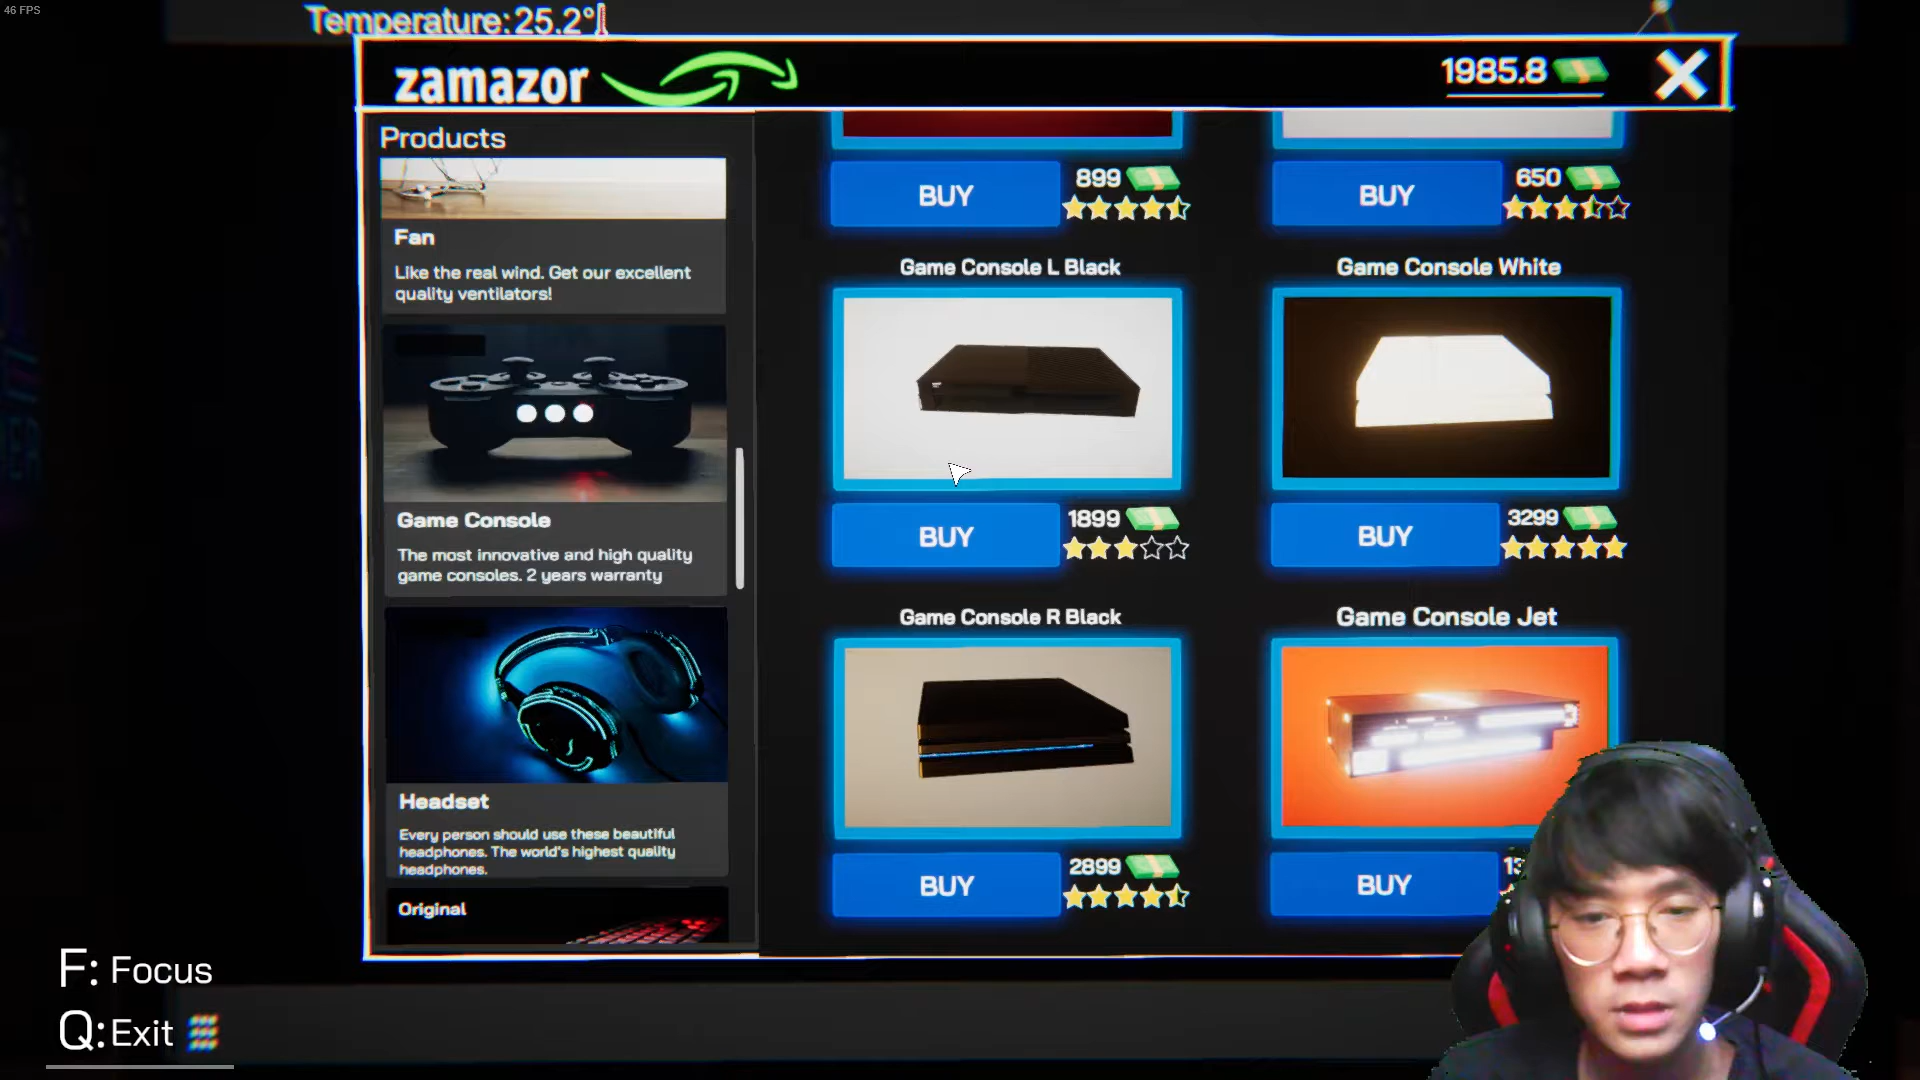 46 FPS
Temperature:25.2°
zamazor
1985.8
Products
Fan
Like the real wind. Get our excellent
quality ventilators!
Game Console
The most innovative and high quality
game consoles. 2 years warranty
Headset
Every person should use these beautiful
headphones. The world's highest quality
headphones.
Original
BUY
899
BUY
650
Game Console L Black
Game Console White
BUY
1899
BUY
3299
Game Console R Black
Game Console Jet
BUY
2899
BUY
F: Focus
Q:Exit